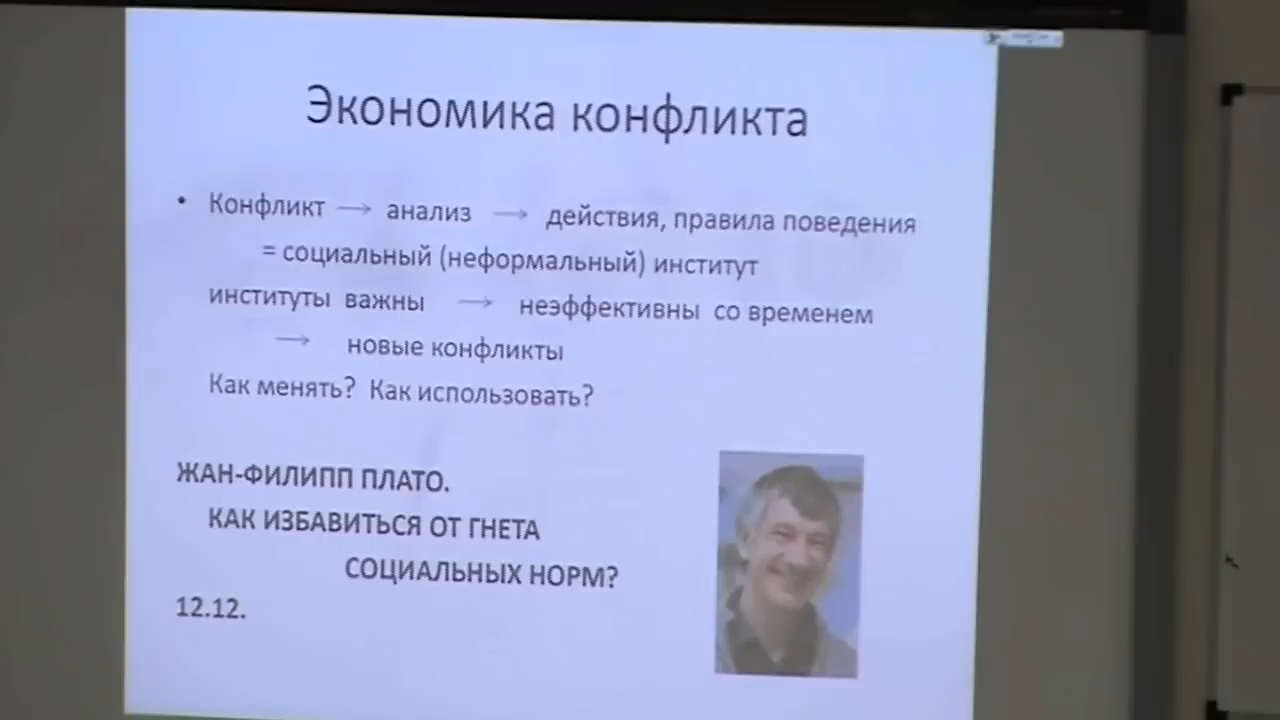 Экономика конфликта
• Конфликт → анализ → действия, правила поведения
= социальный (неформальный) институт
институты важны → неэффективны со временем
→ новые конфликты
Как менять? Как использовать?
ЖАН-ФИЛИПП ПЛАТО.
КАК ИЗБАВИТЬСЯ ОТ ГНЕТА
СОЦИАЛЬНЫХ НОРМ?
12.12.